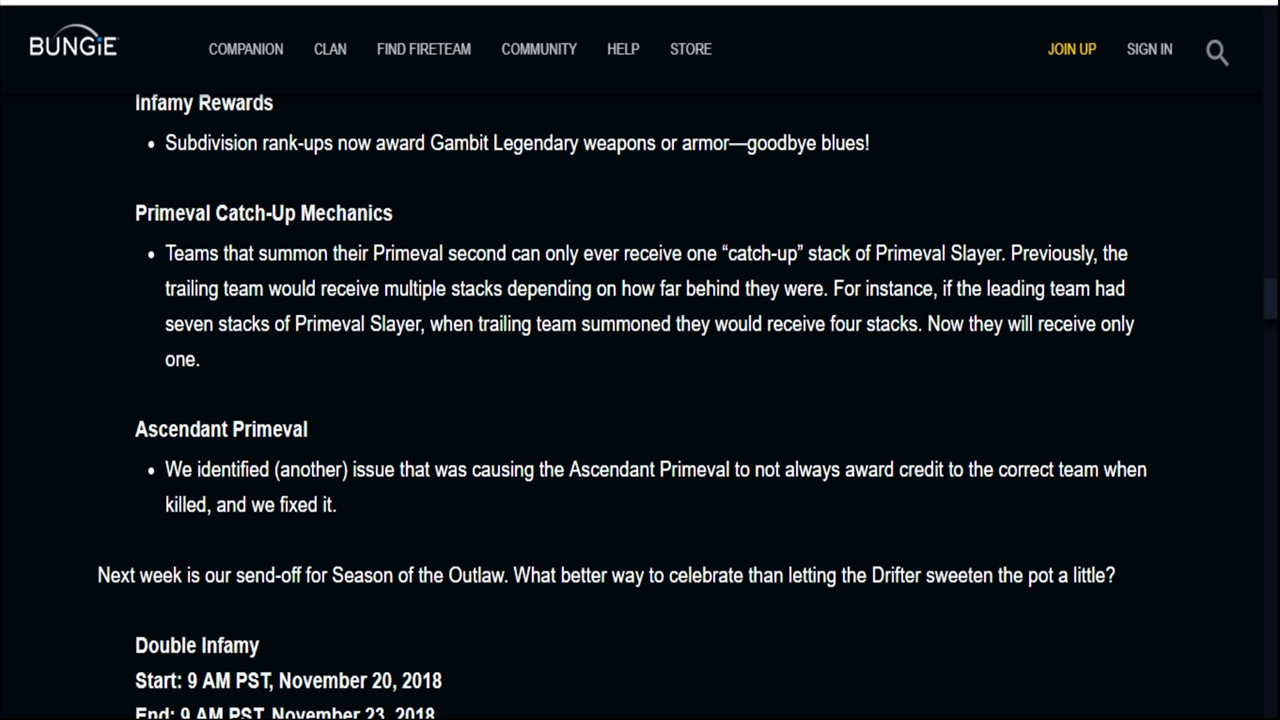 BUNGiE COMPANION CLAN FIND FIRETEAM COMMUNITY HELP STORE JOIN UP SIGN IN
Infamy Rewards
• Subdivision rank-ups now award Gambit Legendary weapons or armor—goodbye blues!
Primeval Catch-Up Mechanics
• Teams that summon their Primeval second can only ever receive one “catch-up” stack of Primeval Slayer. Previously, the
trailing team would receive multiple stacks depending on how far behind they were. For instance, if the leading team had
seven stacks of Primeval Slayer, when trailing team summoned they would receive four stacks. Now they will receive only
one.
Ascendant Primeval
• We identified (another) issue that was causing the Ascendant Primeval to not always award credit to the correct team when
killed, and we fixed it.
Next week is our send-off for Season of the Outlaw. What better way to celebrate than letting the Drifter sweeten the pot a little?
Double Infamy
Start: 9 AM PST, November 20, 2018
End: 9 AM PST, November 23, 2018